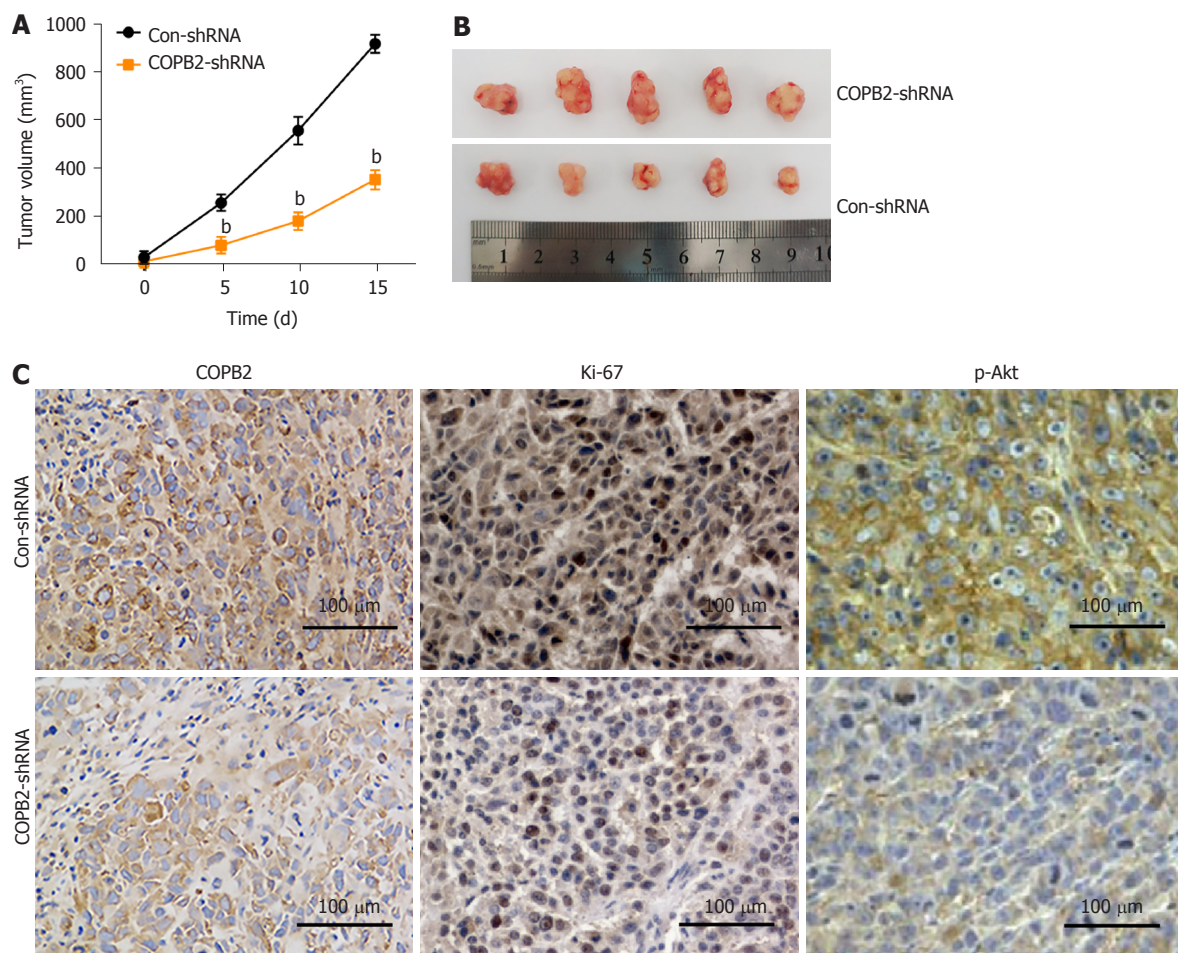 A
Con-shRNA
COPB2-shRNA
Tumor volume (mm³)
1000
800
600
400
200
0
b
b
b
0 5 10 15
Time (d)
B
COPB2-shRNA
Con-shRNA
1 2 3 4 5 6 7 8 9 10
C
COPB2 Ki-67 p-Akt
Con-shRNA
100 μm 100 μm 100 μm
COPB2-shRNA
100 μm 100 μm 100 μm